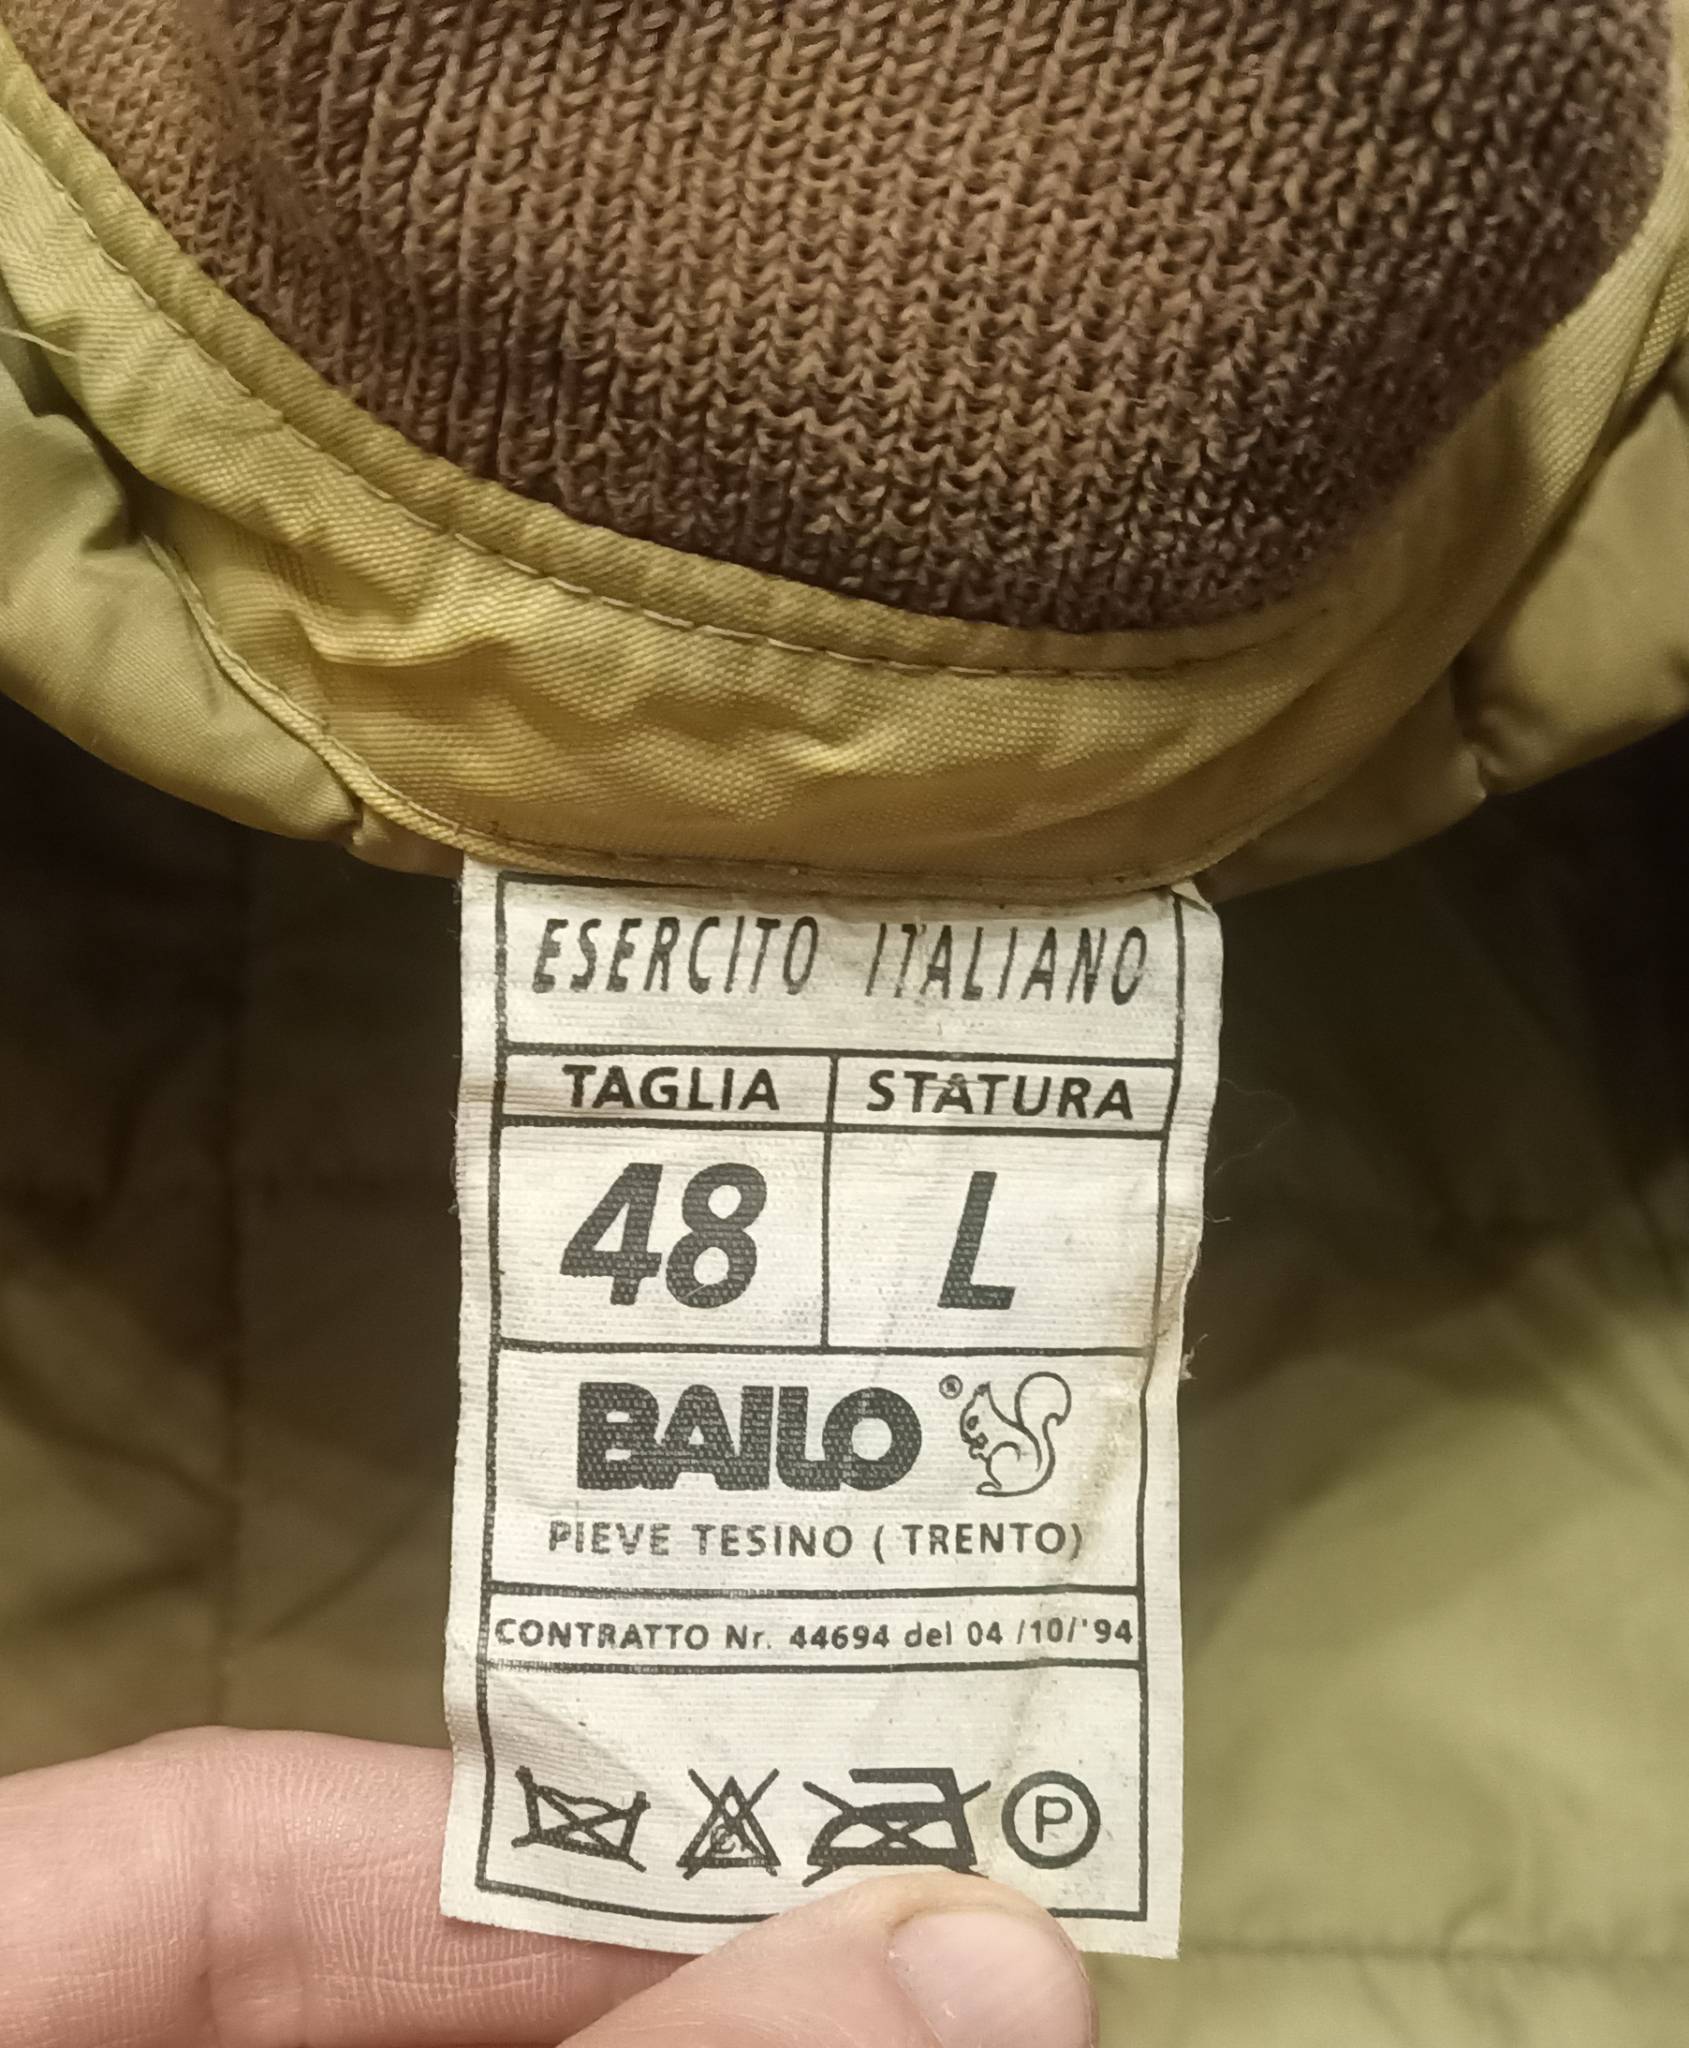 ESERCITO ITALIANO
TAGLIA STATURA
48 L
BAILO ®
PIEVE TESINO ( TRENTO)
CONTRATTO Nr. 44694 del 04 /10/'94
P